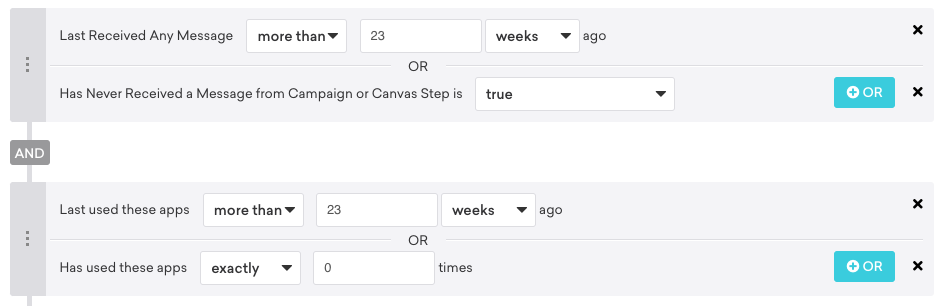 Last Received Any Message more than 23 weeks ago
OR
Has Never Received a Message from Campaign or Canvas Step is true OR
AND
Last used these apps more than 23 weeks ago
OR
Has used these apps exactly 0 times OR